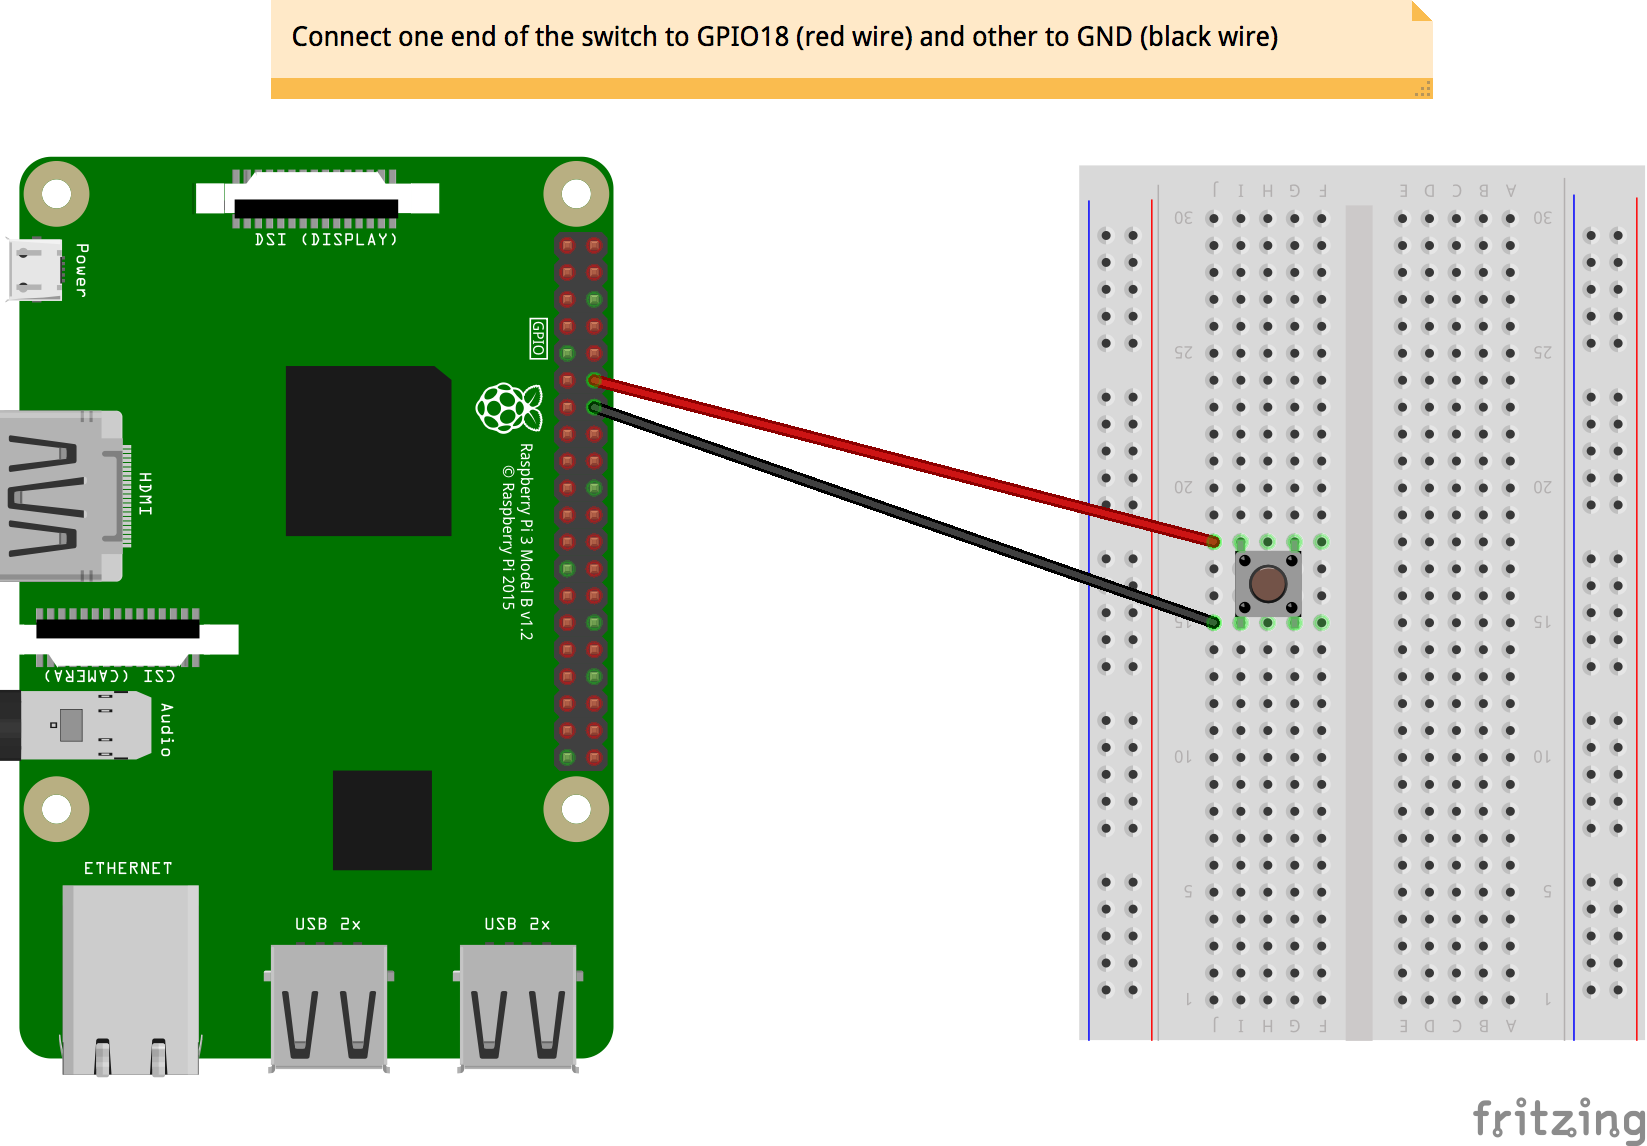 Connect one end of the switch to GPIO18 (red wire) and other to GND (black wire)
DSI (DISPLAY)
Power
GPIO
HDMI
Raspberry Pi 3 Model B v1.2
© Raspberry Pi 2015
CSI (CAMERA)
Audio
ETHERNET
USB 2x
USB 2x
J I H G F E D C B A
30 30
25 25
20 20
15 15
10 10
5 5
1 1
J I H G F E D C B A
fritzing